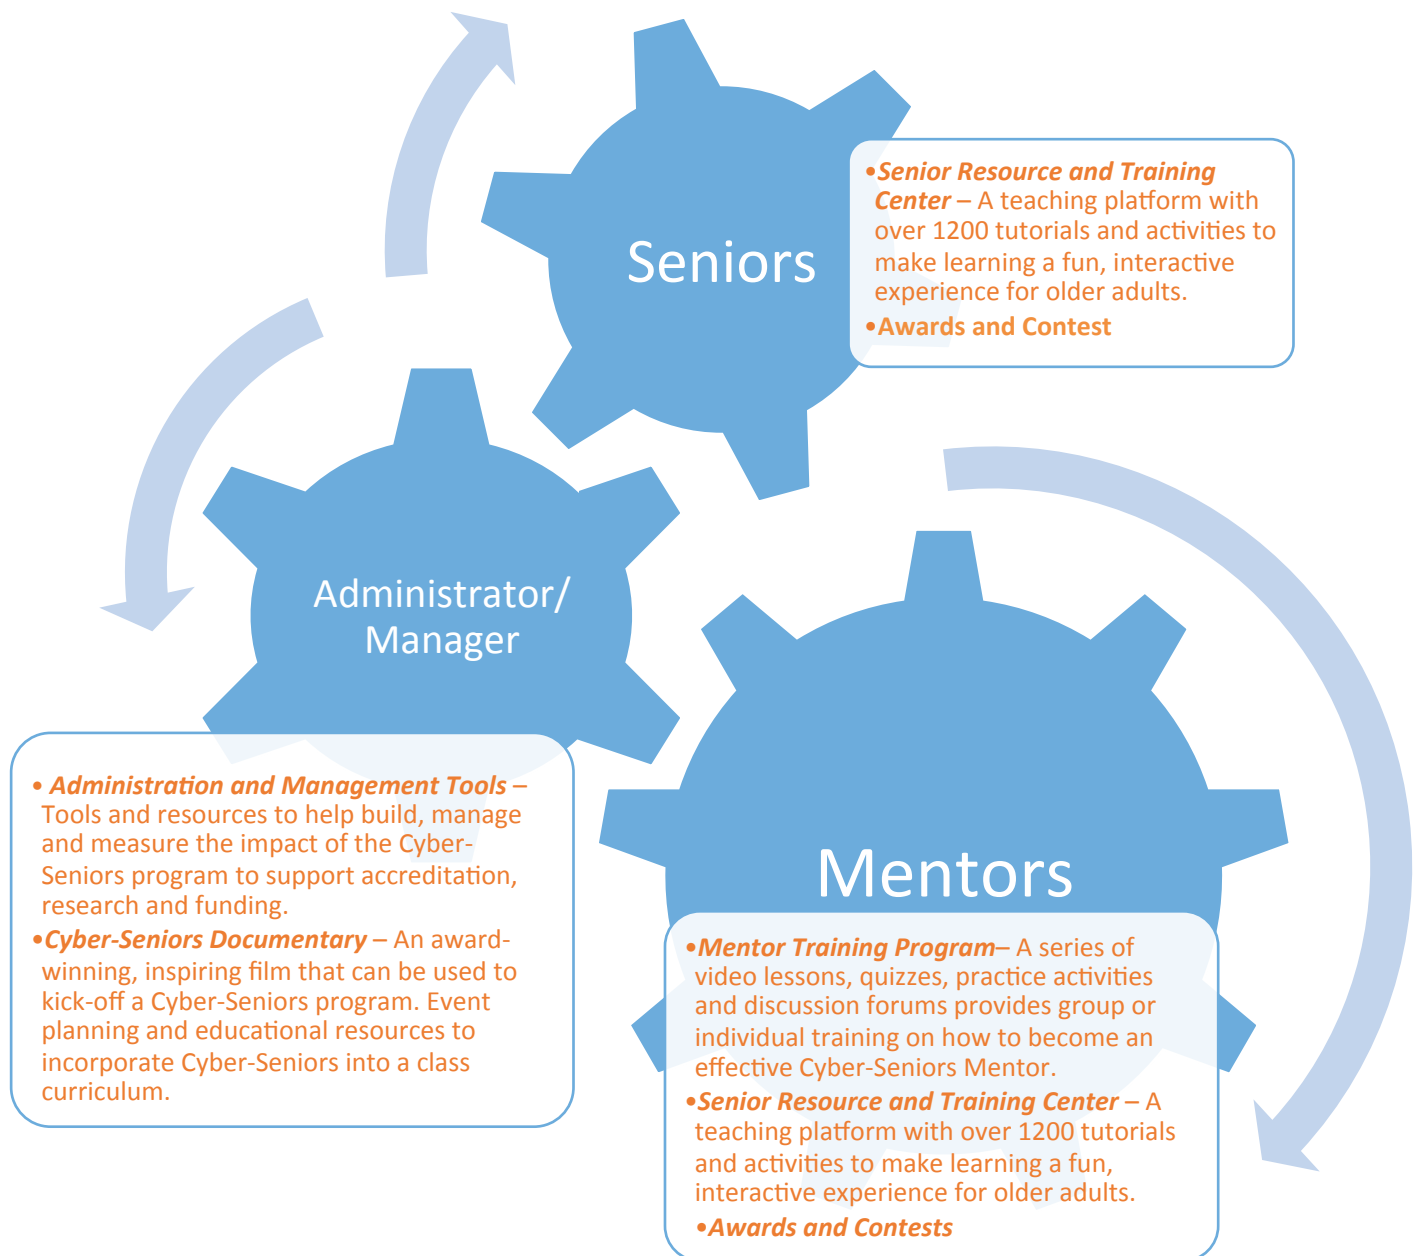 Seniors
•Senior Resource and Training
Center – A teaching platform with
over 1200 tutorials and activities to
make learning a fun, interactive
experience for older adults.
•Awards and Contest
Administrator/
Manager
• Administration and Management Tools –
Tools and resources to help build, manage
and measure the impact of the Cyber-
Seniors program to support accreditation,
research and funding.
•Cyber-Seniors Documentary – An award-
winning, inspiring film that can be used to
kick-off a Cyber-Seniors program. Event
planning and educational resources to
incorporate Cyber-Seniors into a class
curriculum.
Mentors
•Mentor Training Program– A series of
video lessons, quizzes, practice activities
and discussion forums provides group or
individual training on how to become an
effective Cyber-Seniors Mentor.
•Senior Resource and Training Center – A
teaching platform with over 1200 tutorials
and activities to make learning a fun,
interactive experience for older adults.
•Awards and Contests